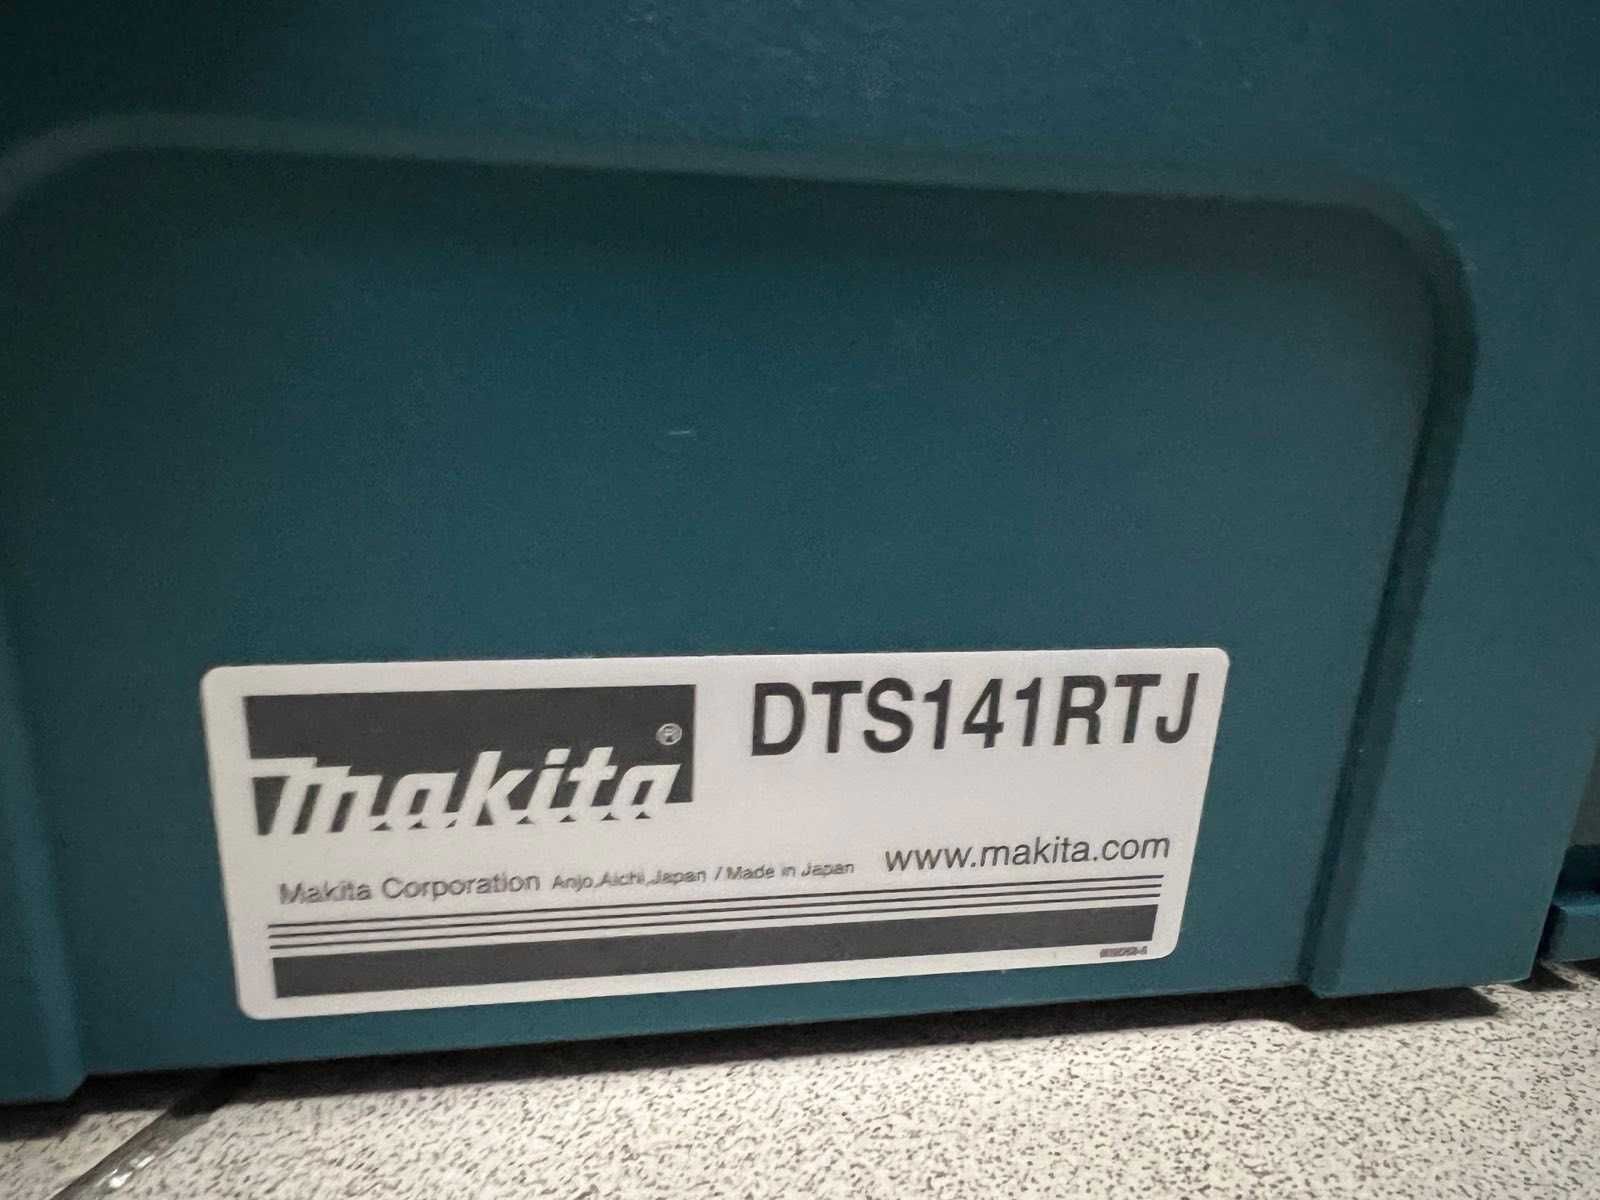 makita®
DTS141RTJ
www.makita.com
Makita Corporation Anjo,Aichi,Japan / Made in Japan